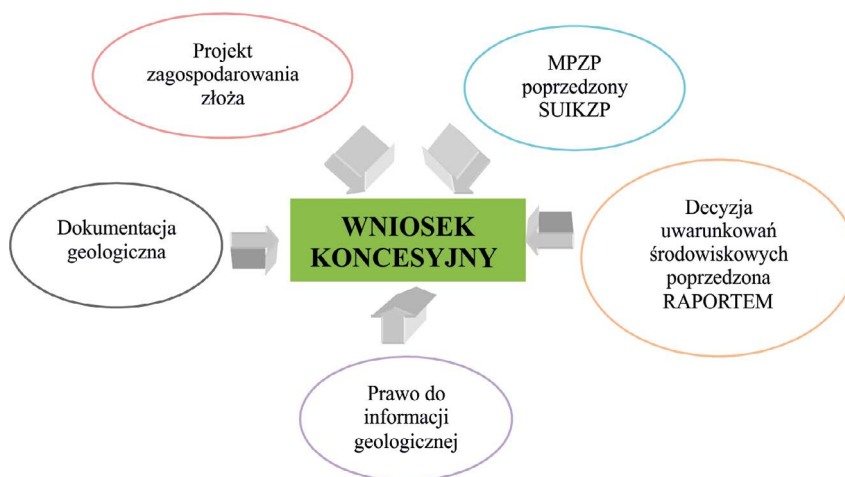 Projekt
zagospodarowania
złoża
MPZP
poprzedzony
SUIKZP
Dokumentacja
geologiczna
WNIOSEK
KONCESYJNY
Decyzja
uwarunkowań
środowiskowych
poprzedzona
RAPORTEM
Prawo do
informacji
geologicznej